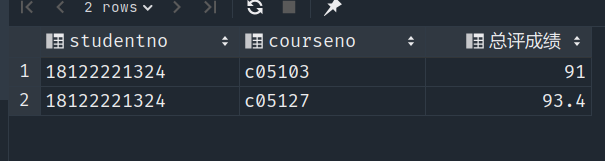 2 rows
studentno courseno 总评成绩
1 18122221324 c05103 91
2 18122221324 c05127 93.4